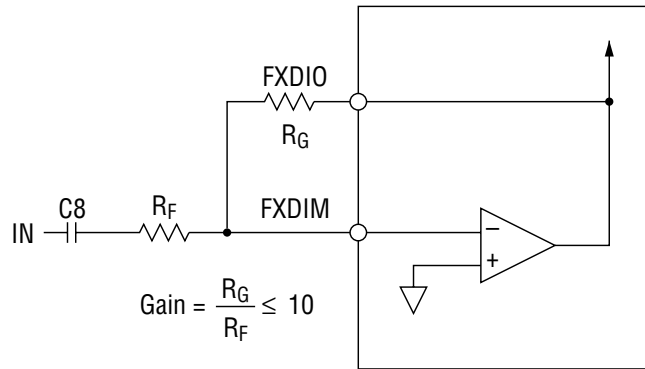 FXDIO
R_G
C8
R_F
FXDIM
IN
−
+
Gain = R_G / R_F ≤ 10